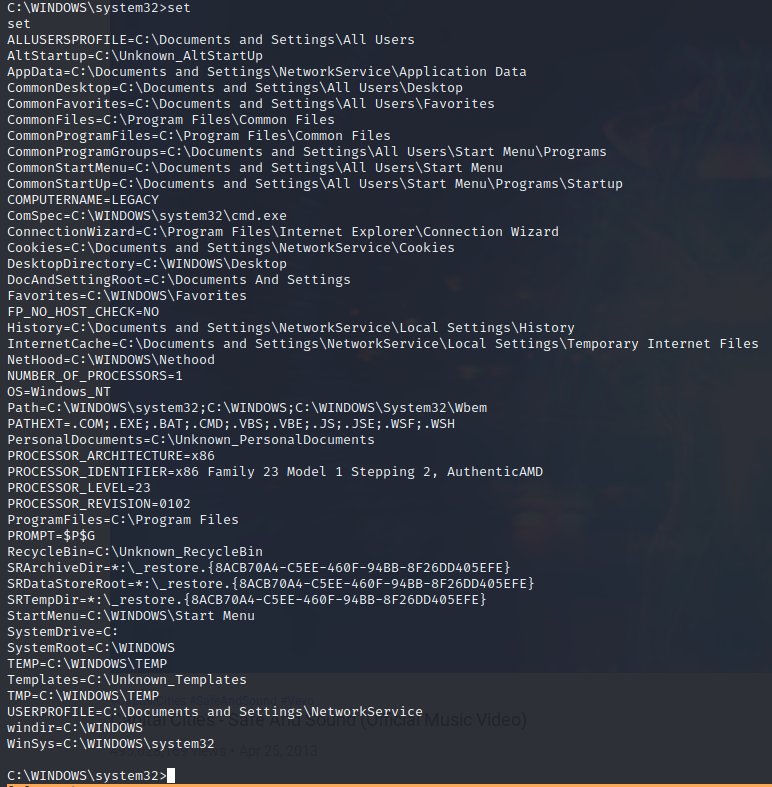 C:\WINDOWS\system32>set
set
ALLUSERSPROFILE=C:\Documents and Settings\All Users
AltStartup=C:\Unknown_AltStartUp
AppData=C:\Documents and Settings\NetworkService\Application Data
CommonDesktop=C:\Documents and Settings\All Users\Desktop
CommonFavorites=C:\Documents and Settings\All Users\Favorites
CommonFiles=C:\Program Files\Common Files
CommonProgramFiles=C:\Program Files\Common Files
CommonProgramGroups=C:\Documents and Settings\All Users\Start Menu\Programs
CommonStartMenu=C:\Documents and Settings\All Users\Start Menu
CommonStartUp=C:\Documents and Settings\All Users\Start Menu\Programs\Startup
COMPUTERNAME=LEGACY
ComSpec=C:\WINDOWS\system32\cmd.exe
ConnectionWizard=C:\Program Files\Internet Explorer\Connection Wizard
Cookies=C:\Documents and Settings\NetworkService\Cookies
DesktopDirectory=C:\WINDOWS\Desktop
DocAndSettingRoot=C:\Documents And Settings
Favorites=C:\WINDOWS\Favorites
FP_NO_HOST_CHECK=NO
History=C:\Documents and Settings\NetworkService\Local Settings\History
InternetCache=C:\Documents and Settings\NetworkService\Local Settings\Temporary Internet Files
NetHood=C:\WINDOWS\Nethood
NUMBER_OF_PROCESSORS=1
OS=Windows_NT
Path=C:\WINDOWS\system32;C:\WINDOWS;C:\WINDOWS\System32\Wbem
PATHEXT=.COM;.EXE;.BAT;.CMD;.VBS;.VBE;.JS;.JSE;.WSF;.WSH
PersonalDocuments=C:\Unknown_PersonalDocuments
PROCESSOR_ARCHITECTURE=x86
PROCESSOR_IDENTIFIER=x86 Family 23 Model 1 Stepping 2, AuthenticAMD
PROCESSOR_LEVEL=23
PROCESSOR_REVISION=0102
ProgramFiles=C:\Program Files
PROMPT=$P$G
RecycleBin=C:\Unknown_RecycleBin
SRArchiveDir=*:\_restore.{8ACB70A4-C5EE-460F-94BB-8F26DD405EFE}
SRDataStoreRoot=*:\_restore.{8ACB70A4-C5EE-460F-94BB-8F26DD405EFE}
SRTempDir=*:\_restore.{8ACB70A4-C5EE-460F-94BB-8F26DD405EFE}
StartMenu=C:\WINDOWS\Start Menu
SystemDrive=C:
SystemRoot=C:\WINDOWS
TEMP=C:\WINDOWS\TEMP
Templates=C:\Unknown_Templates
TMP=C:\WINDOWS\TEMP
USERPROFILE=C:\Documents and Settings\NetworkService
Cities - Safe And Sound (Official Music Video)
windir=C:\WINDOWS
WinSys=C:\WINDOWS\system32
Apr 25, 2013
C:\WINDOWS\system32>